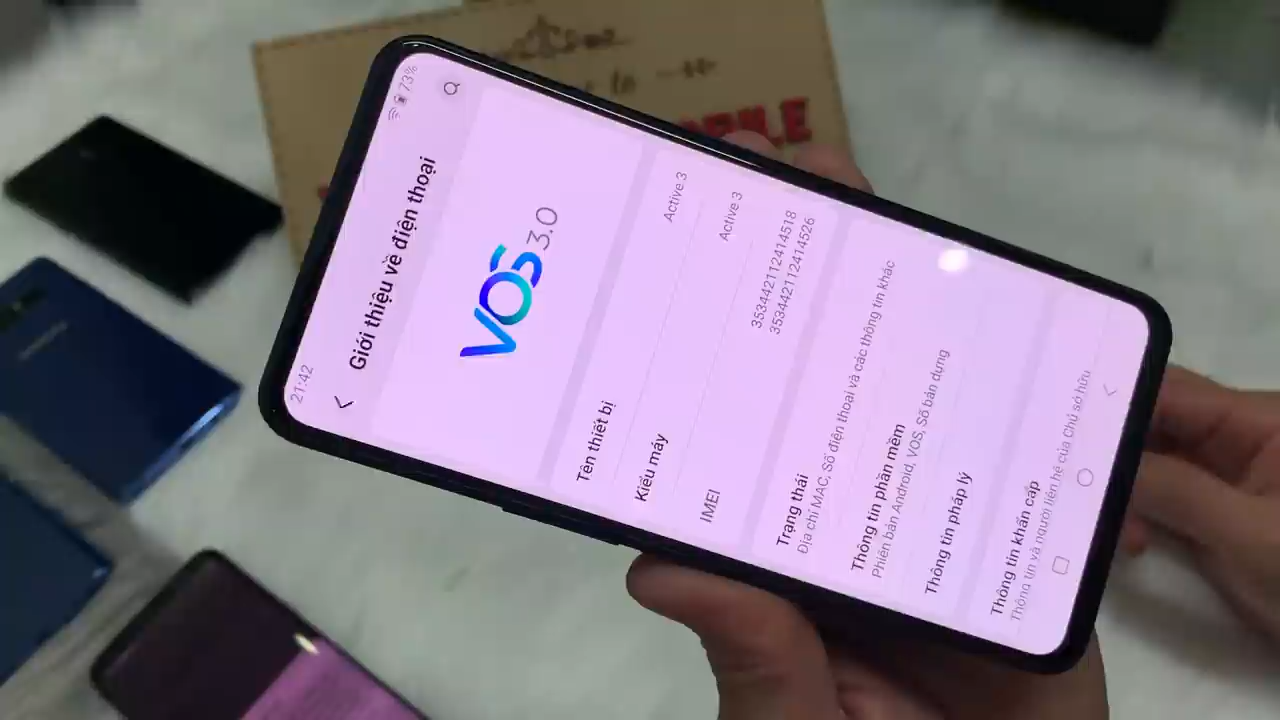 21:42
73%
Giới thiệu về điện thoại
VOS 3.0
Tên thiết bị
Active 3
Kiểu máy
Active 3
IMEI
353442112414518
353442112414526
Trạng thái
Địa chỉ MAC, Số điện thoại và các thông tin khác
Thông tin phần mềm
Phiên bản Android, VOS, Số bản dựng
Thông tin pháp lý
Thông tin khẩn cấp
Thông tin và người liên hệ của Chủ sở hữu